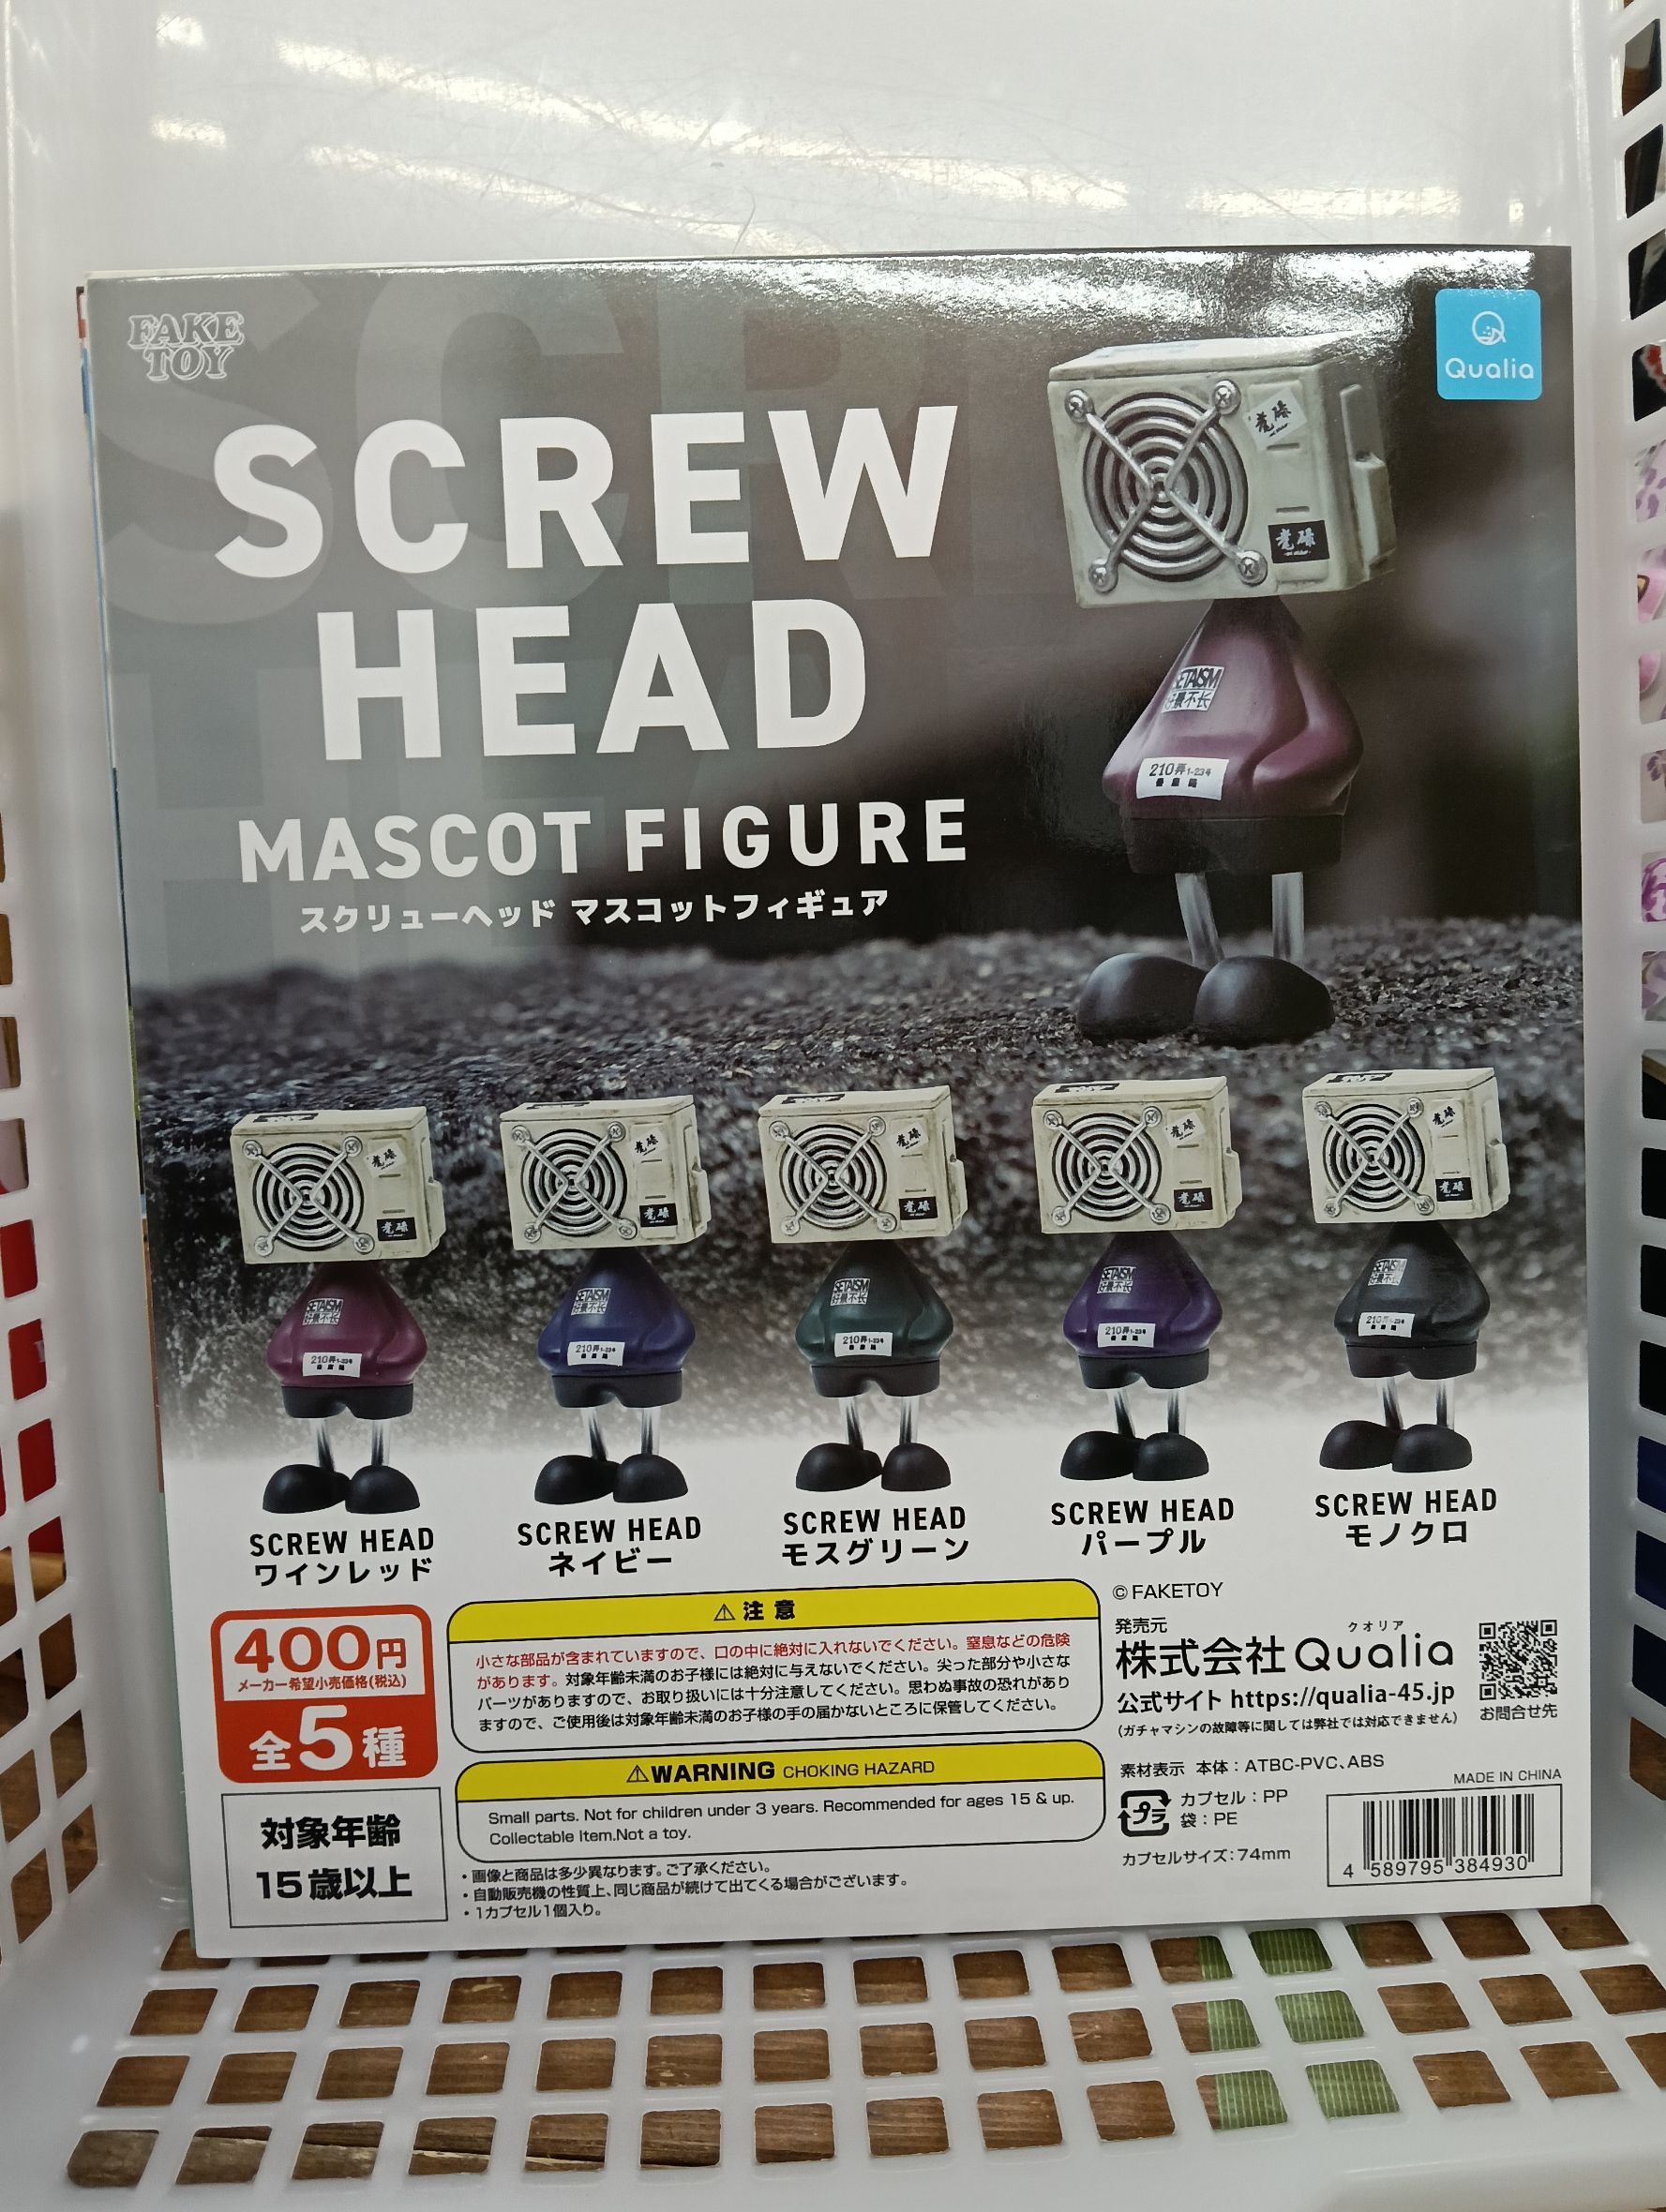 FAKE
TOY
Qualia
SCREW
HEAD
MASCOT FIGURE
スクリューヘッド マスコットフィギュア
SETAISM
好景不长
210弄1-23号
SCREW HEAD
ワインレッド
SCREW HEAD
ネイビー
SCREW HEAD
モスグリーン
SCREW HEAD
パープル
SCREW HEAD
モノクロ
400円
メーカー希望小売価格(税込)
全5種
対象年齢
15歳以上
⚠注意
小さな部品が含まれていますので、口の中に絶対に入れないでください。窒息などの危険
があります。対象年齢未満のお子様には絶対に与えないでください。尖った部分や小さな
パーツがありますので、お取り扱いには十分注意してください。思わぬ事故の恐れがあり
ますので、ご使用後は対象年齢未満のお子様の手の届かないところに保管してください。
⚠WARNING CHOKING HAZARD
Small parts. Not for children under 3 years. Recommended for ages 15 & up.
Collectable Item.Not a toy.
・画像と商品は多少異なります。ご了承ください。
・自動販売機の性質上、同じ商品が続けて出てくる場合がございます。
・1カプセル1個入り。
© FAKETOY
発売元
クオリア
株式会社Qualia
公式サイト https://qualia-45.jp
(ガチャマシンの故障等に関しては弊社では対応できません)
お問合せ先
素材表示 本体：ATBC-PVC、ABS
プラ
カプセル：PP
袋：PE
カプセルサイズ：74mm
MADE IN CHINA
4 589795 384930